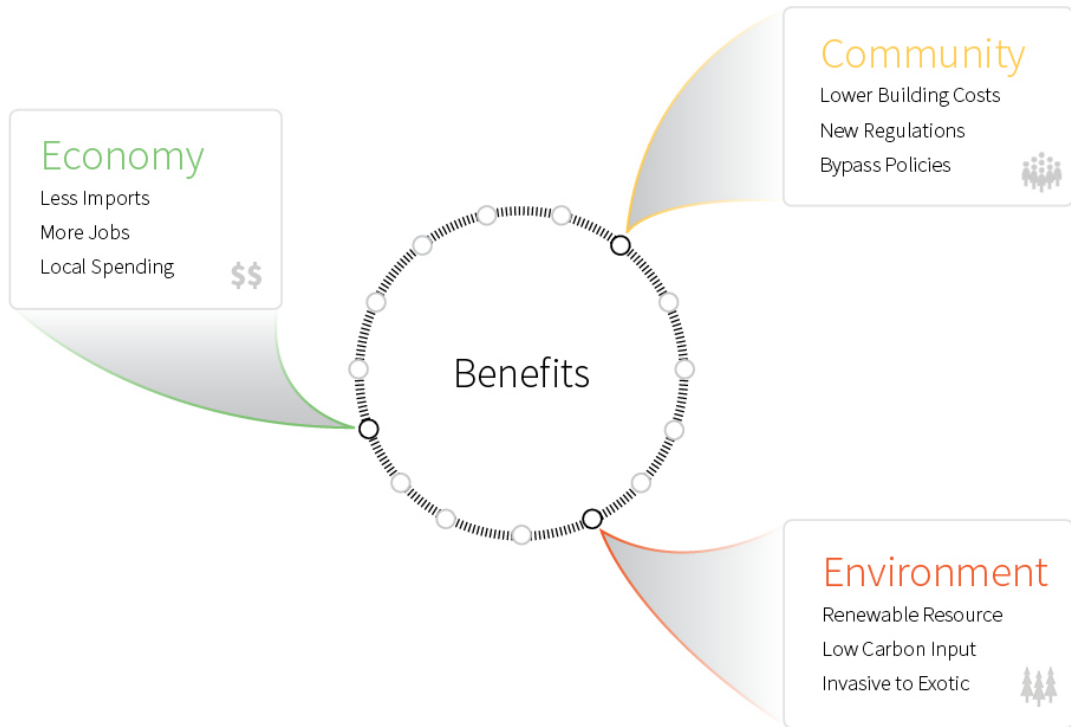 Community
Lower Building Costs
New Regulations
Bypass Policies
Economy
Less Imports
More Jobs
Local Spending
$$
Benefits
Environment
Renewable Resource
Low Carbon Input
Invasive to Exotic